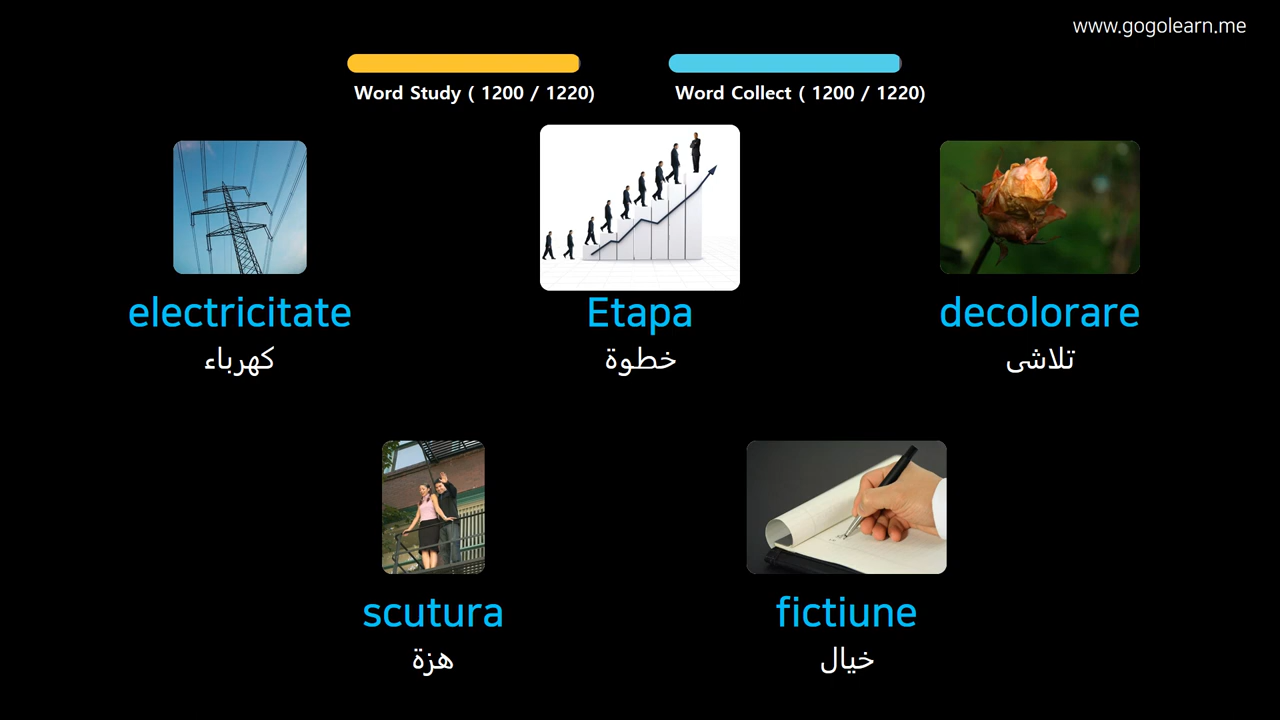 www.gogolearn.me
Word Study ( 1200 / 1220)
Word Collect ( 1200 / 1220)
electricitate
كهرباء
Etapa
خطوة
decolorare
تلاشى
scutura
هزة
fictiune
خيال